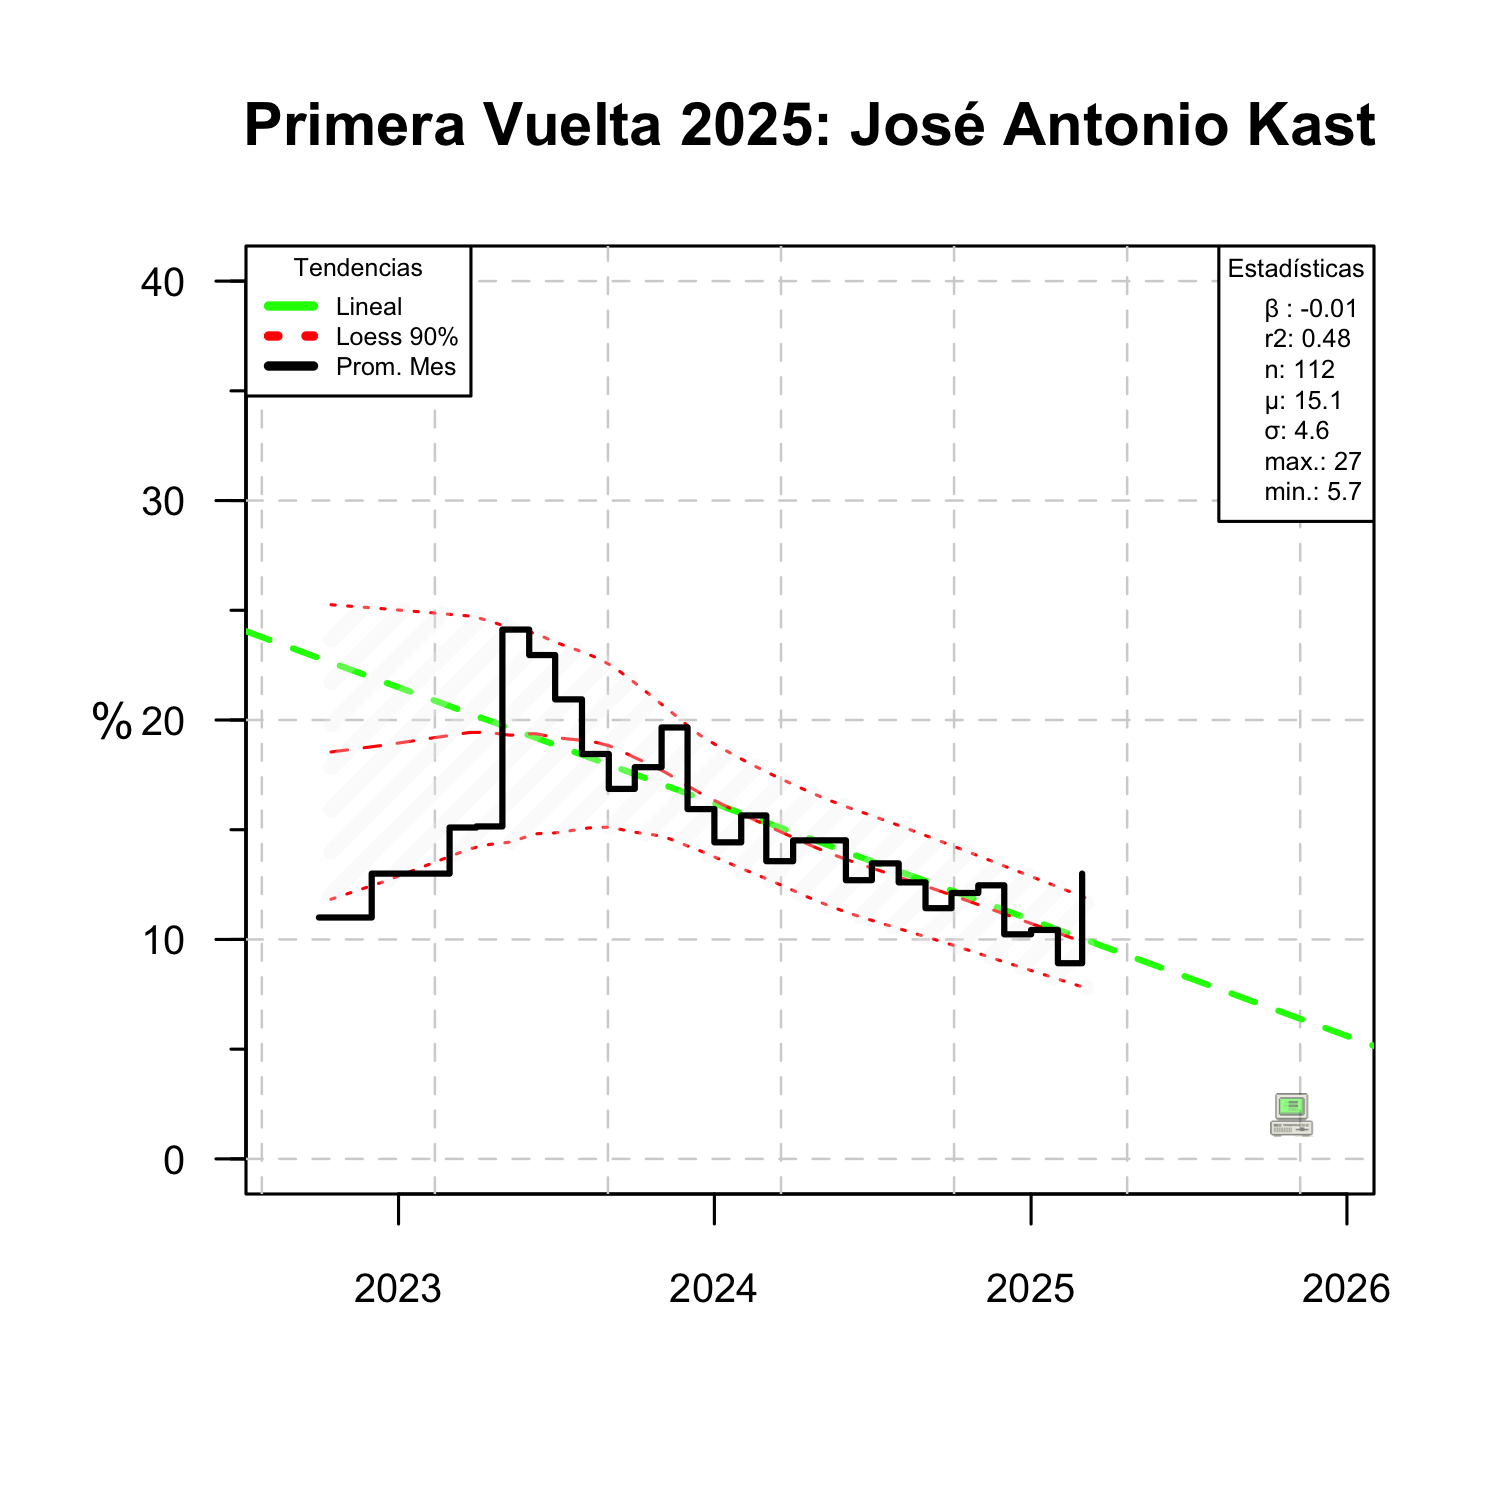 Primera Vuelta 2025: José Antonio Kast
Tendencias
Lineal
Loess 90%
Prom. Mes
Estadísticas
β : -0.01
r2: 0.48
n: 112
μ: 15.1
σ: 4.6
max.: 27
min.: 5.7
40
30
%
20
10
0
2023
2024
2025
2026